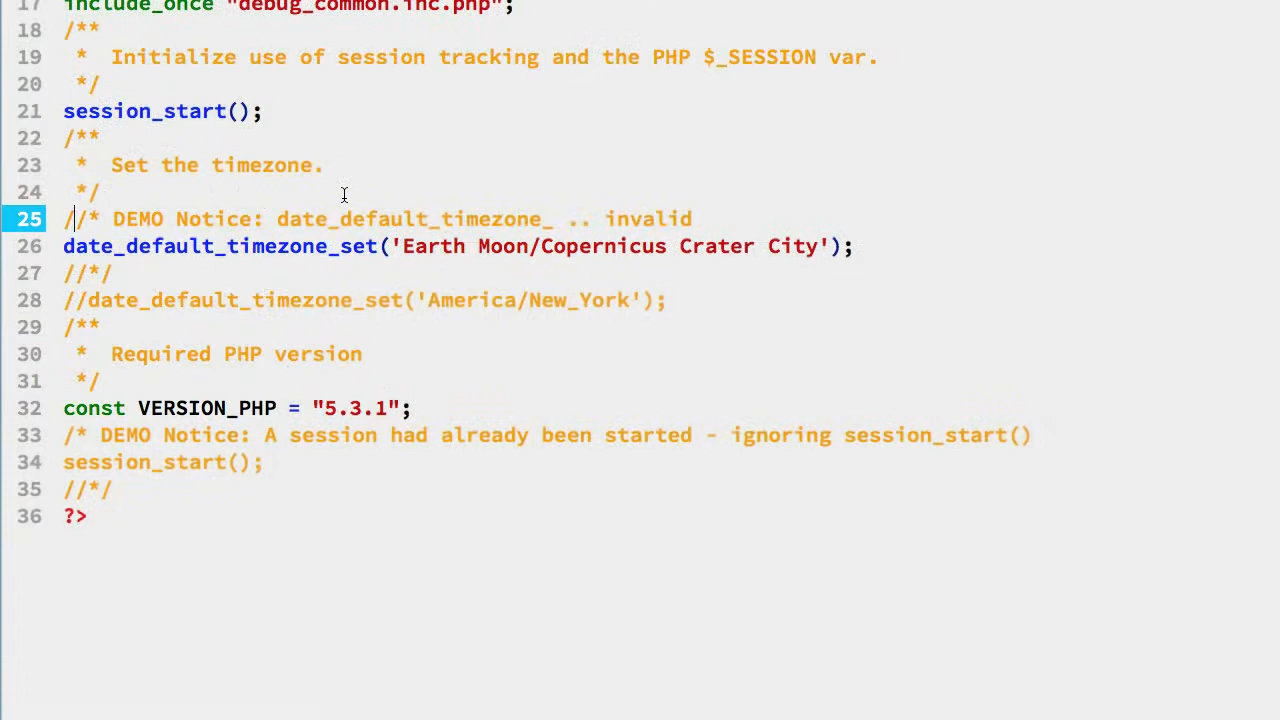 17 include_once "debug_common.inc.php";
18 /**
19  *  Initialize use of session tracking and the PHP $_SESSION var.
20  */
21 session_start();
22 /**
23  *  Set the timezone.
24  */
25 //* DEMO Notice: date_default_timezone_ .. invalid
26 date_default_timezone_set('Earth Moon/Copernicus Crater City');
27 //*/
28 //date_default_timezone_set('America/New_York');
29 /**
30  *  Required PHP version
31  */
32 const VERSION_PHP = "5.3.1";
33 /* DEMO Notice: A session had already been started - ignoring session_start()
34 session_start();
35 //*/
36 ?>